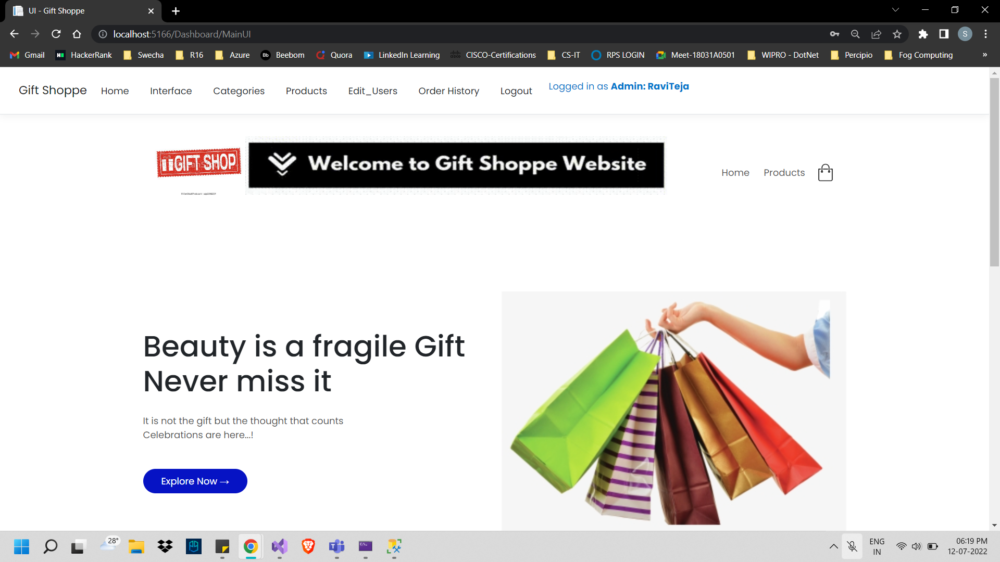 UI - Gift Shoppe
localhost:5166/Dashboard/MainUI
S
Gmail HackerRank Swecha R16 Azure Beebom Quora LinkedIn Learning CISCO-Certifications CS-IT RPS LOGIN Meet-18031A0501 WIPRO - DotNet Percipio Fog Computing »
Gift Shoppe Home Interface Categories Products Edit_Users Order History Logout Logged in as Admin: RaviTeja
GIFT SHOP
Welcome to Gift Shoppe Website
Home Products
Beauty is a fragile Gift
Never miss it
It is not the gift but the thought that counts
Celebrations are here...!
Explore Now →
28°
ENG
IN
06:19 PM
12-07-2022